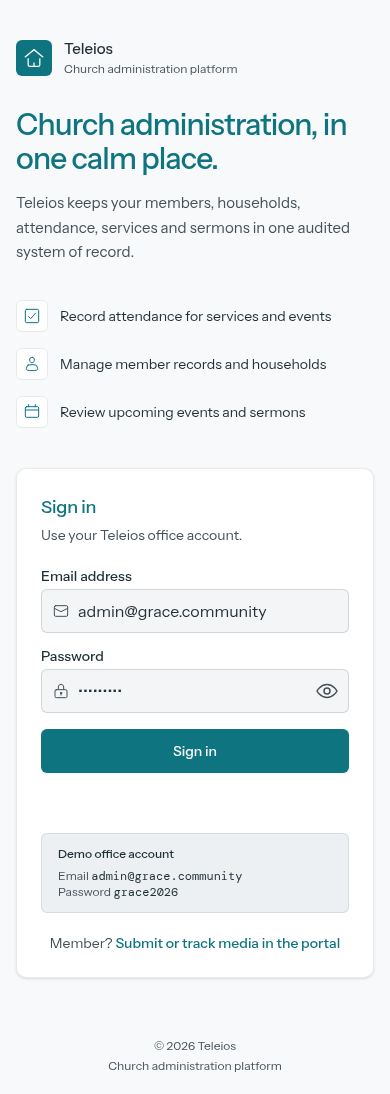 Teleios
Church administration platform
Church administration, in
one calm place.
Teleios keeps your members, households,
attendance, services and sermons in one audited
system of record.
Record attendance for services and events
Manage member records and households
Review upcoming events and sermons
Sign in
Use your Teleios office account.
Email address
admin@grace.community
Password
•••••••••
Sign in
Demo office account
Email admin@grace.community
Password grace2026
Member? Submit or track media in the portal
© 2026 Teleios
Church administration platform